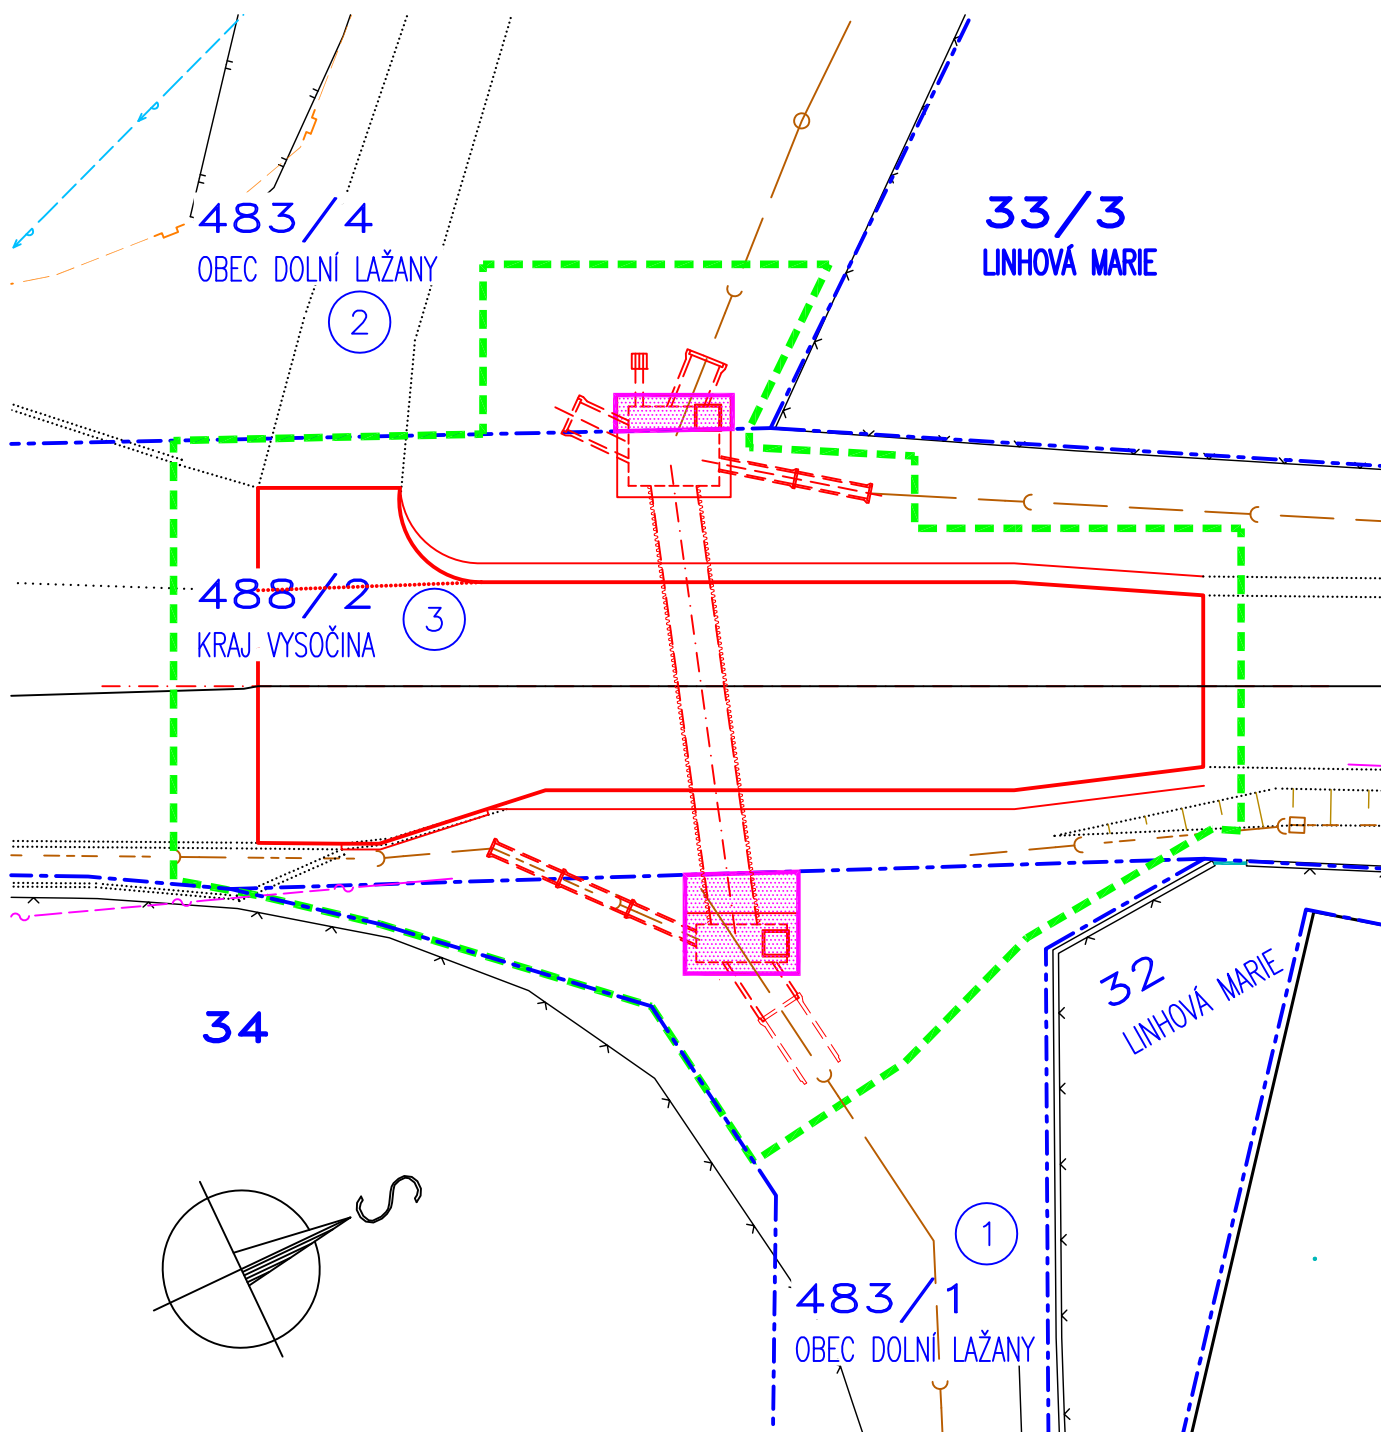 483/4
OBEC DOLNÍ LAŽANY
2
33/3
LINHOVÁ MARIE
488/2
KRAJ VYSOČINA
3
32
LINHOVÁ MARIE
34
S
1
483/1
OBEC DOLNÍ LAŽANY